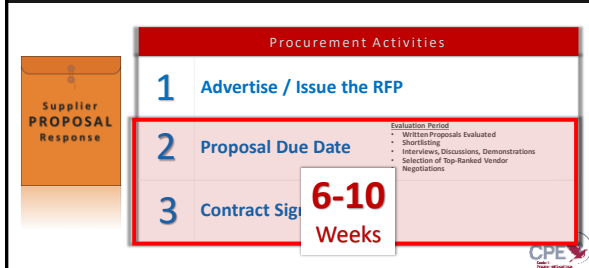 Procurement Activities
Supplier
PROPOSAL
Response
1 Advertise / Issue the RFP
2 Proposal Due Date
Evaluation Period
• Written Proposals Evaluated
• Shortlisting
• Interviews, Discussions, Demonstrations
• Selection of Top-Ranked Vendor
Negotiations
3 Contract Sig
6-10
Weeks
CPE